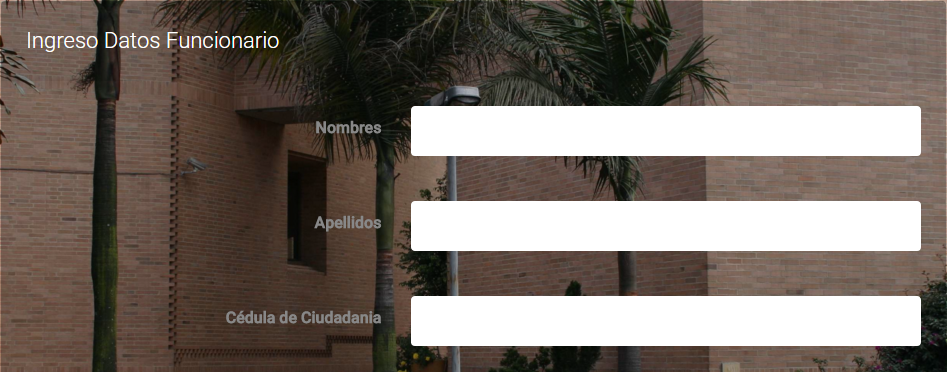 Ingreso Datos Funcionario
Nombres
Apellidos
Cédula de Ciudadania